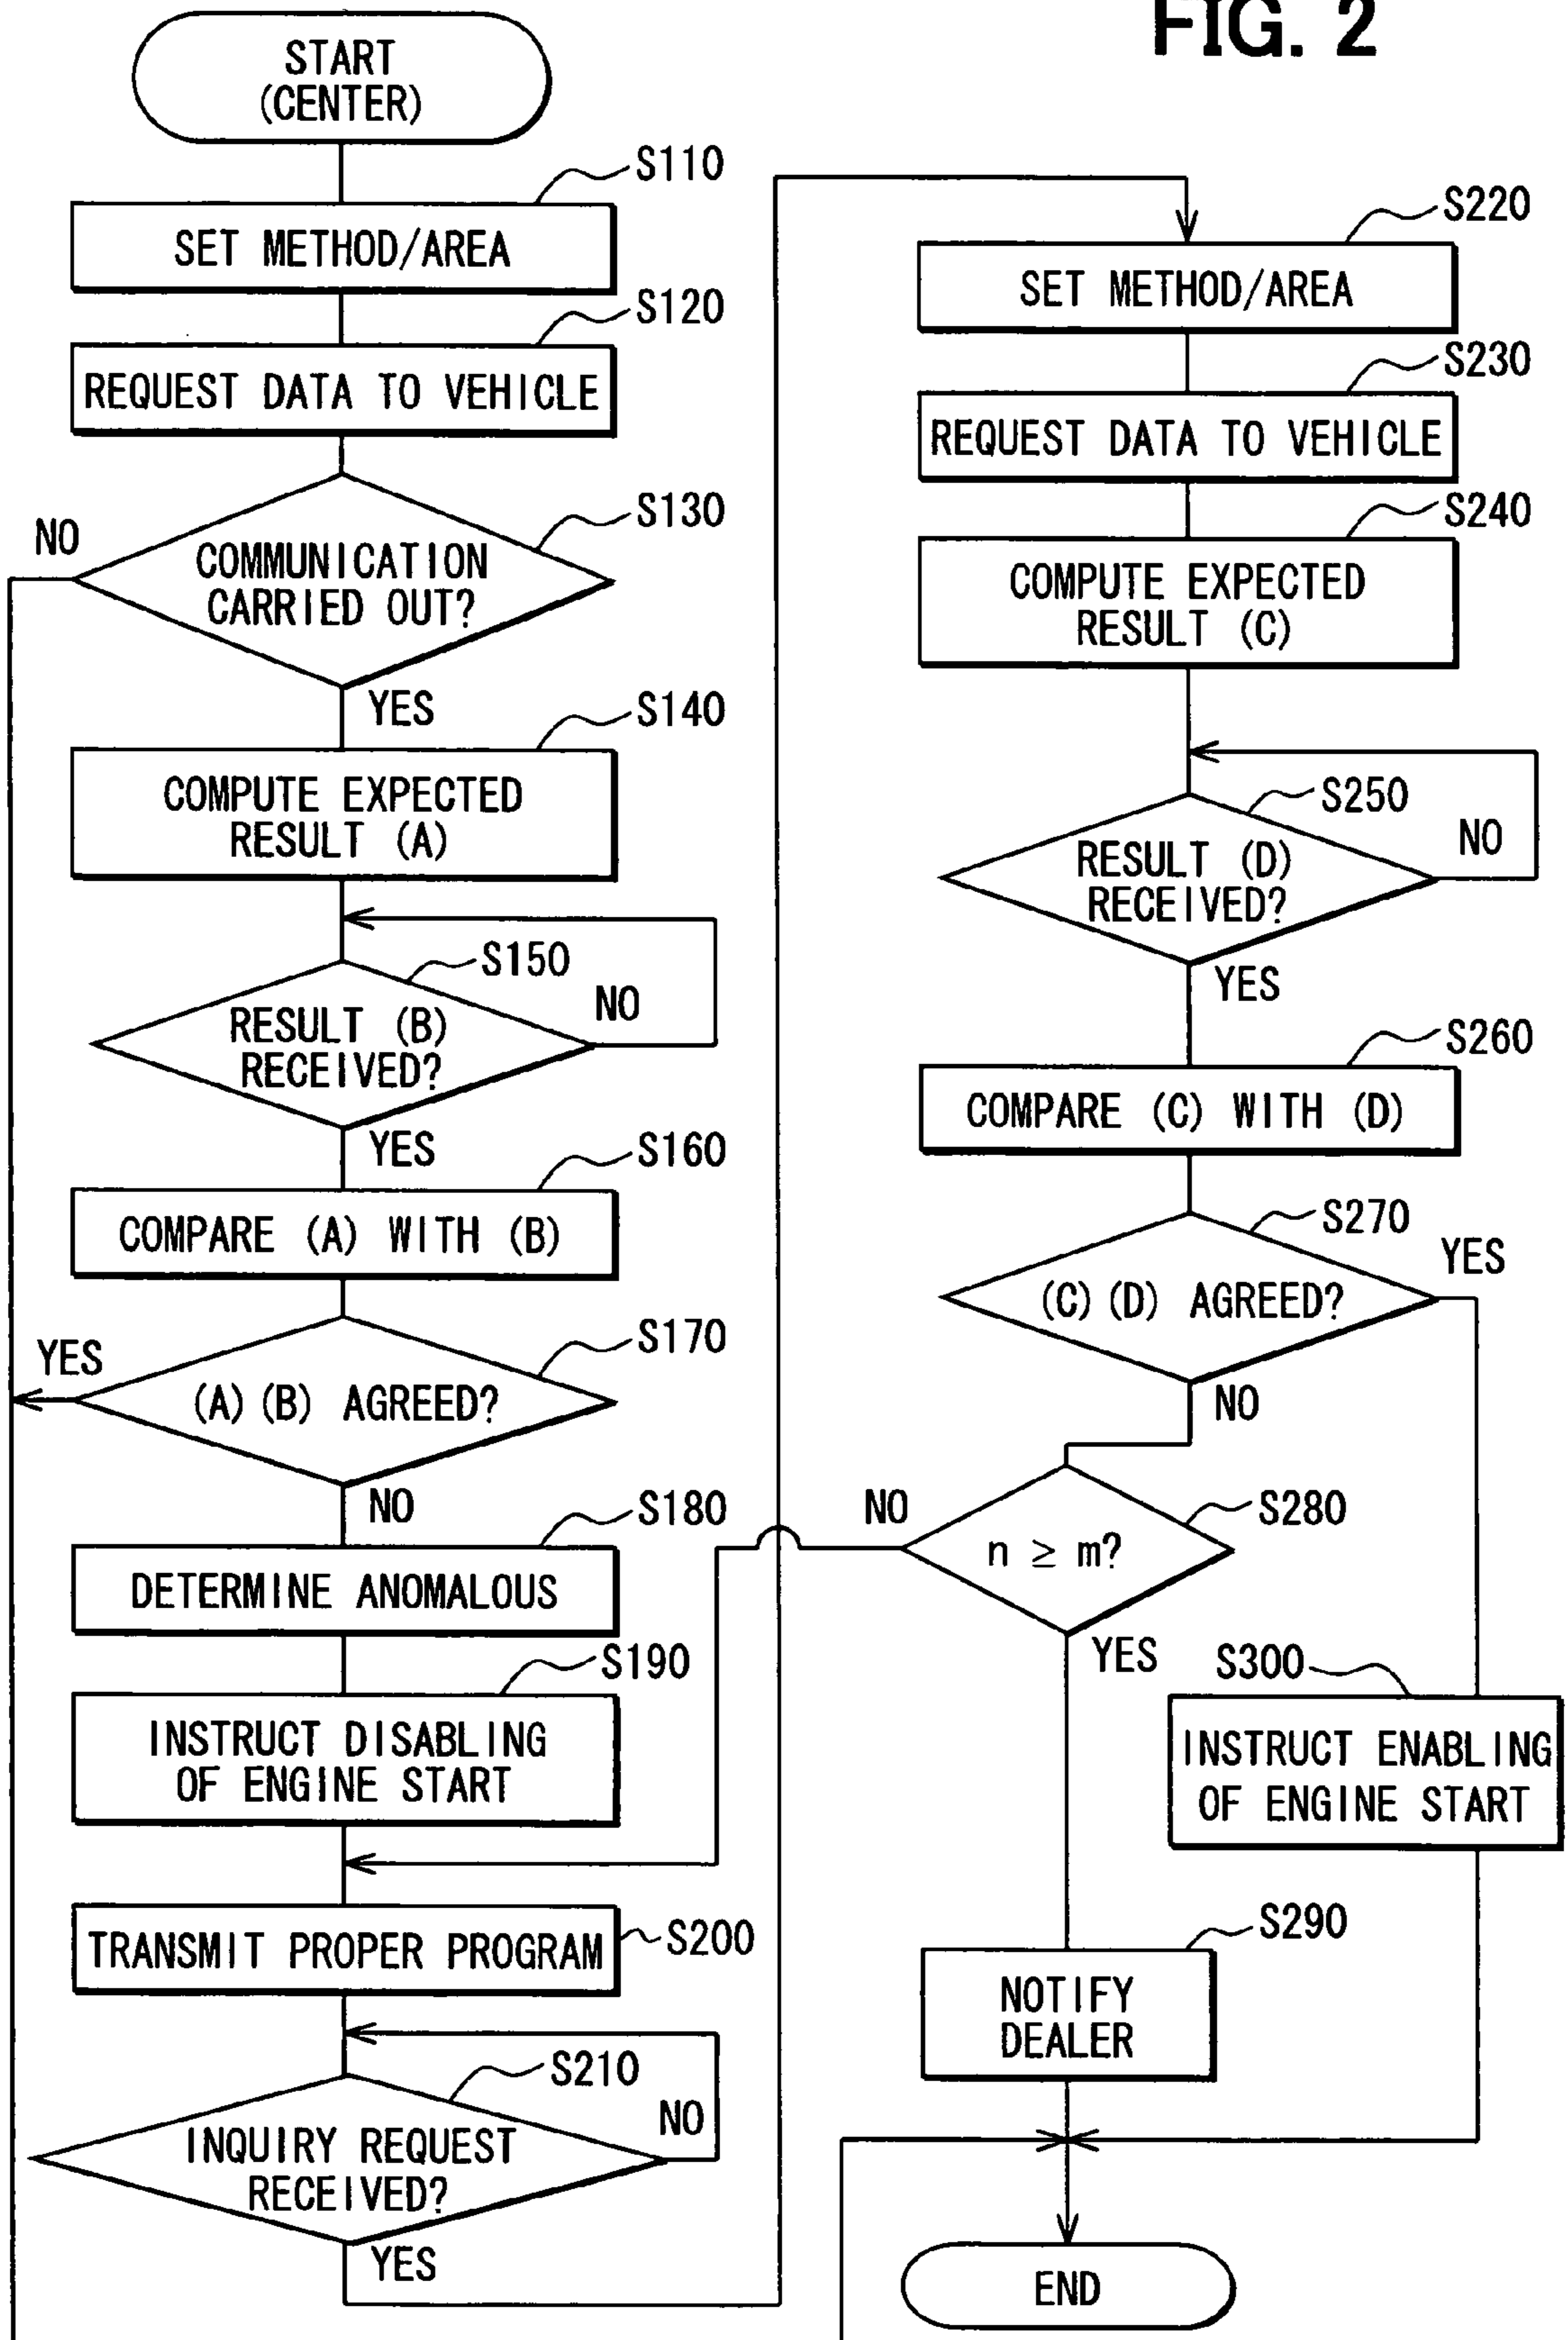 FIG. 2
START
(CENTER)
S110
SET METHOD/AREA
S120
REQUEST DATA TO VEHICLE
S130
NO
COMMUNICATION
CARRIED OUT?
YES
S140
COMPUTE EXPECTED
RESULT (A)
S150
NO
RESULT (B)
RECEIVED?
YES
S160
COMPARE (A) WITH (B)
S170
YES
(A) (B) AGREED?
NO
S180
DETERMINE ANOMALOUS
S190
INSTRUCT DISABLING
OF ENGINE START
TRANSMIT PROPER PROGRAM
S200
S210
NO
INQUIRY REQUEST
RECEIVED?
YES
S220
SET METHOD/AREA
S230
REQUEST DATA TO VEHICLE
S240
COMPUTE EXPECTED
RESULT (C)
S250
NO
RESULT (D)
RECEIVED?
YES
S260
COMPARE (C) WITH (D)
S270
YES
(C) (D) AGREED?
NO
S280
NO
n ≥ m?
YES
S300
INSTRUCT ENABLING
OF ENGINE START
S290
NOTIFY
DEALER
END